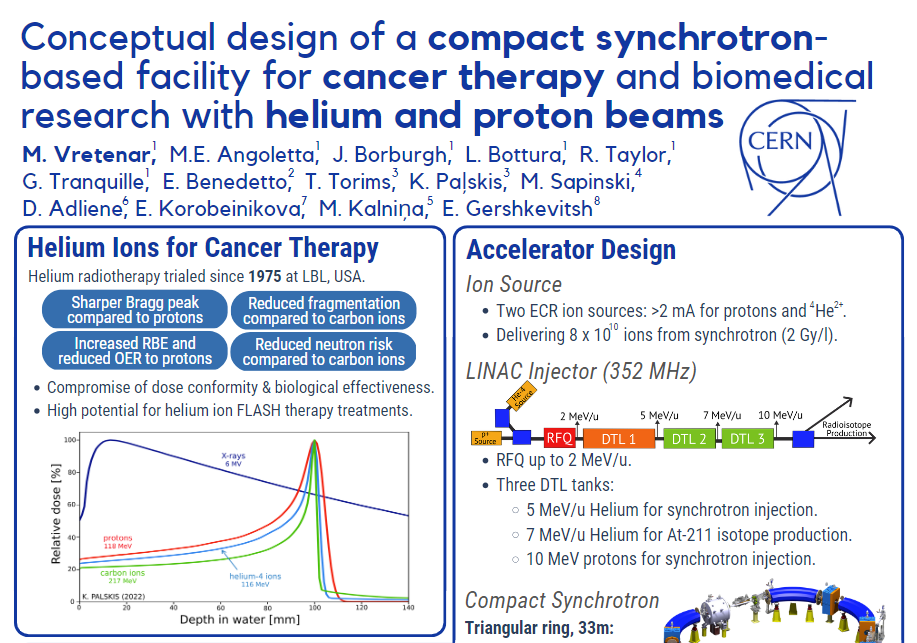 Conceptual design of a compact synchrotron-
based facility for cancer therapy and biomedical
research with helium and proton beams
CERN
M. Vretenar,¹ M.E. Angoletta,¹ J. Borburgh,¹ L. Bottura,¹ R. Taylor,¹
G. Tranquille,¹ E. Benedetto,² T. Torims,³ K. Paļskis,³ M. Sapinski,⁴
D. Adliene,⁶ E. Korobeinikova,⁷ M. Kalniņa,⁵ E. Gershkevitsh⁸
Helium Ions for Cancer Therapy
Helium radiotherapy trialed since 1975 at LBL, USA.
Sharper Bragg peak
compared to protons
Reduced fragmentation
compared to carbon ions
Increased RBE and
reduced OER to protons
Reduced neutron risk
compared to carbon ions
• Compromise of dose conformity & biological effectiveness.
• High potential for helium ion FLASH therapy treatments.
Relative dose [%]
100
80
60
40
20
0
X-rays
6 MV
protons
118 MeV
carbon ions
217 MeV
helium-4 ions
116 MeV
K. PALSKIS (2022)
0 20 40 60 80 100 120 140
Depth in water [mm]
Accelerator Design
Ion Source
• Two ECR ion sources: >2 mA for protons and ⁴He²⁺.
• Delivering 8 x 10¹⁰ ions from synchrotron (2 Gy/l).
LINAC Injector (352 MHz)
He-4
Source
p⁺
Source
2 MeV/u 5 MeV/u 7 MeV/u 10 MeV/u
RFQ DTL 1 DTL 2 DTL 3
Radioisotope
Production
• RFQ up to 2 MeV/u.
• Three DTL tanks:
○ 5 MeV/u Helium for synchrotron injection.
○ 7 MeV/u Helium for At-211 isotope production.
○ 10 MeV protons for synchrotron injection.
Compact Synchrotron
Triangular ring, 33m: